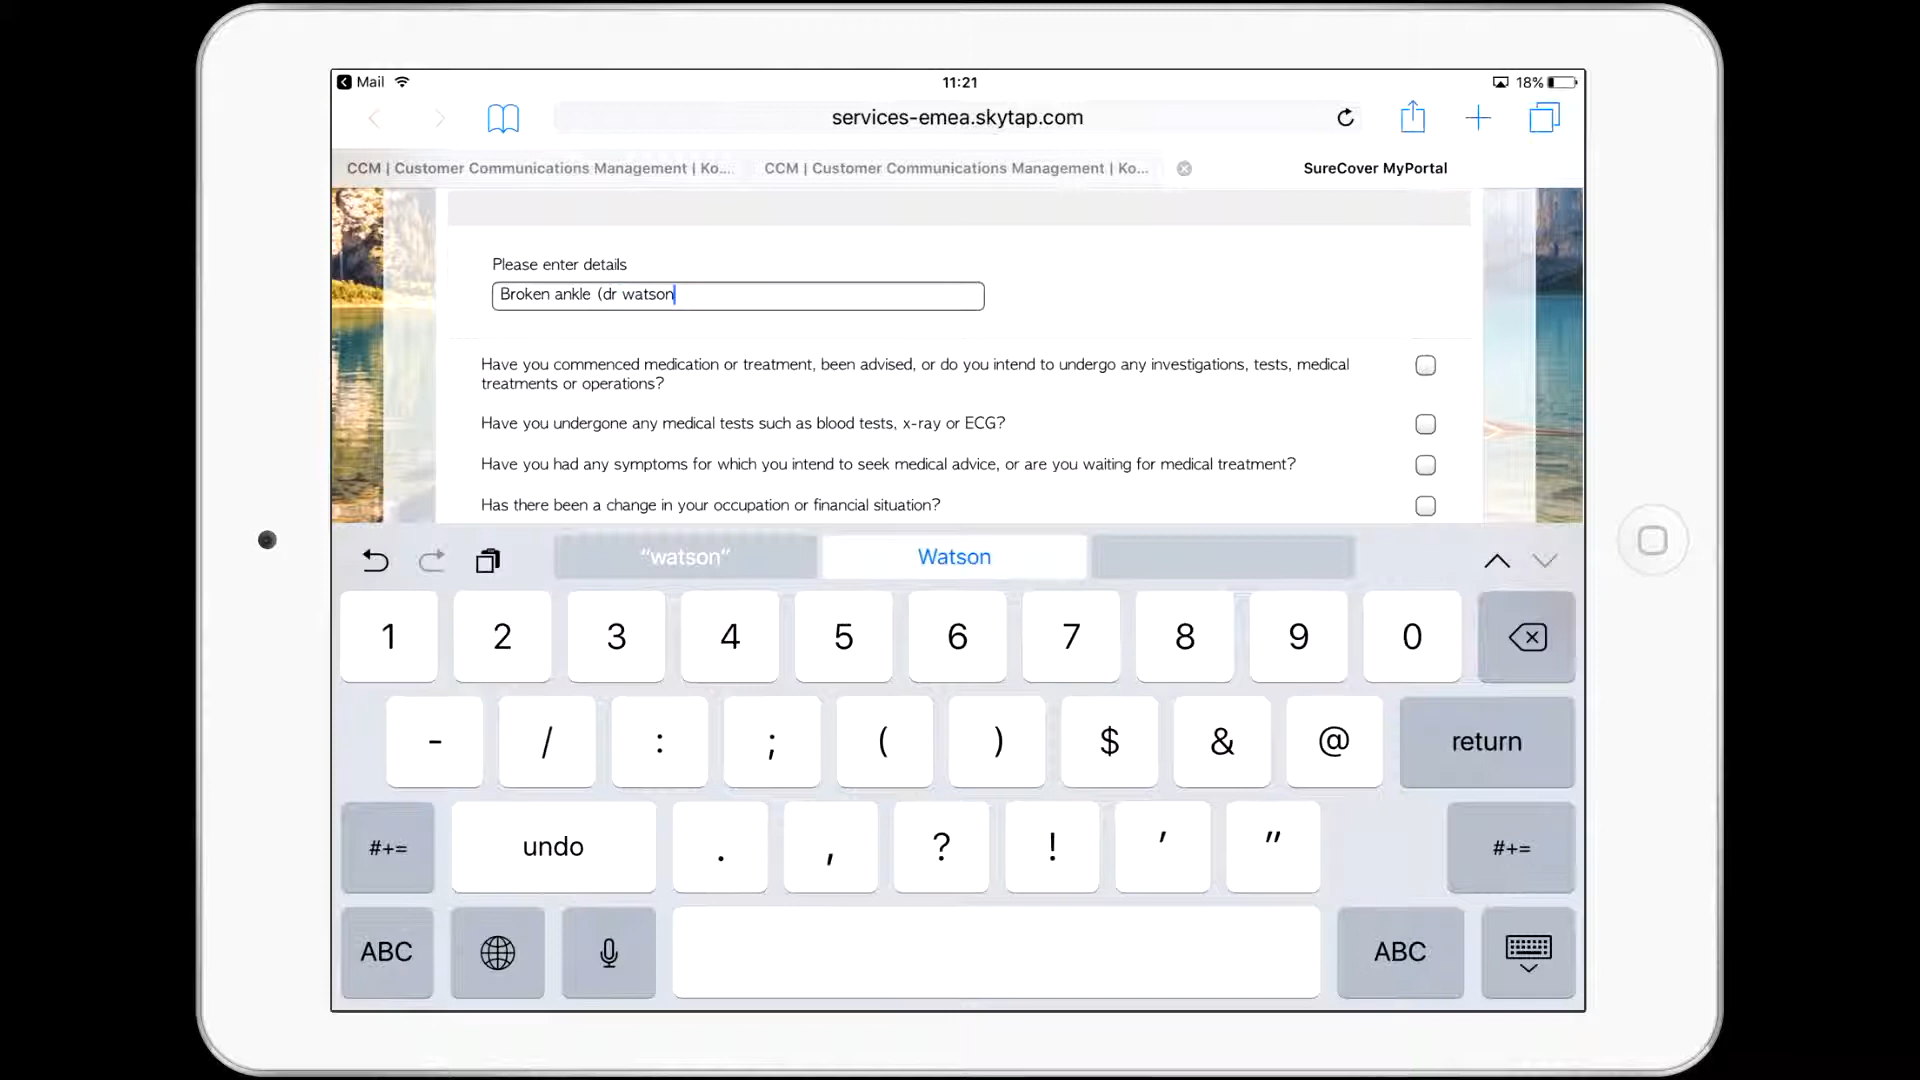 Mail
11:21
18%
services-emea.skytap.com
CCM | Customer Communications Management | Ko...
CCM | Customer Communications Management | Ko...
SureCover MyPortal
Please enter details
Broken ankle (dr watson
Have you commenced medication or treatment, been advised, or do you intend to undergo any investigations, tests, medical
treatments or operations?
Have you undergone any medical tests such as blood tests, x-ray or ECG?
Have you had any symptoms for which you intend to seek medical advice, or are you waiting for medical treatment?
Has there been a change in your occupation or financial situation?
"watson" Watson
1 2 3 4 5 6 7 8 9 0
- / : ; ( ) $ & @ return
#+= undo . , ? ! ' " #+=
ABC ABC